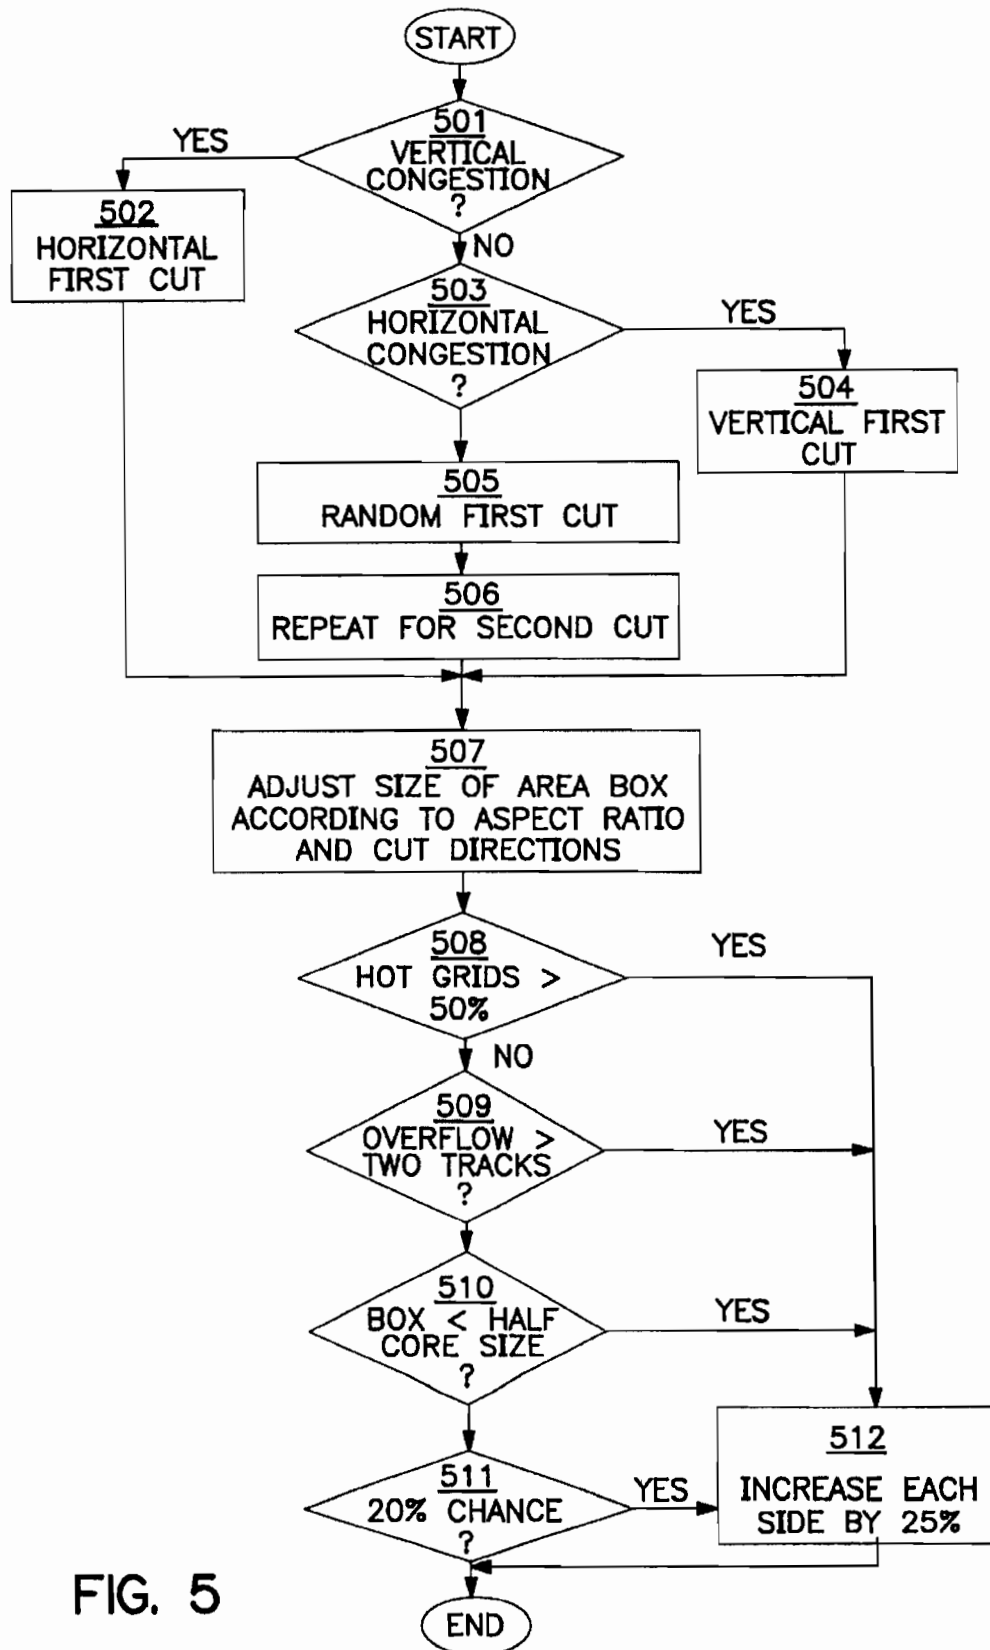 START
501
VERTICAL
CONGESTION
?
YES
502
HORIZONTAL
FIRST CUT
NO
503
HORIZONTAL
CONGESTION
?
YES
504
VERTICAL FIRST
CUT
505
RANDOM FIRST CUT
506
REPEAT FOR SECOND CUT
507
ADJUST SIZE OF AREA BOX
ACCORDING TO ASPECT RATIO
AND CUT DIRECTIONS
508
HOT GRIDS >
50%
YES
NO
509
OVERFLOW >
TWO TRACKS
?
YES
510
BOX < HALF
CORE SIZE
?
YES
511
20% CHANCE
?
YES
512
INCREASE EACH
SIDE BY 25%
END
FIG. 5